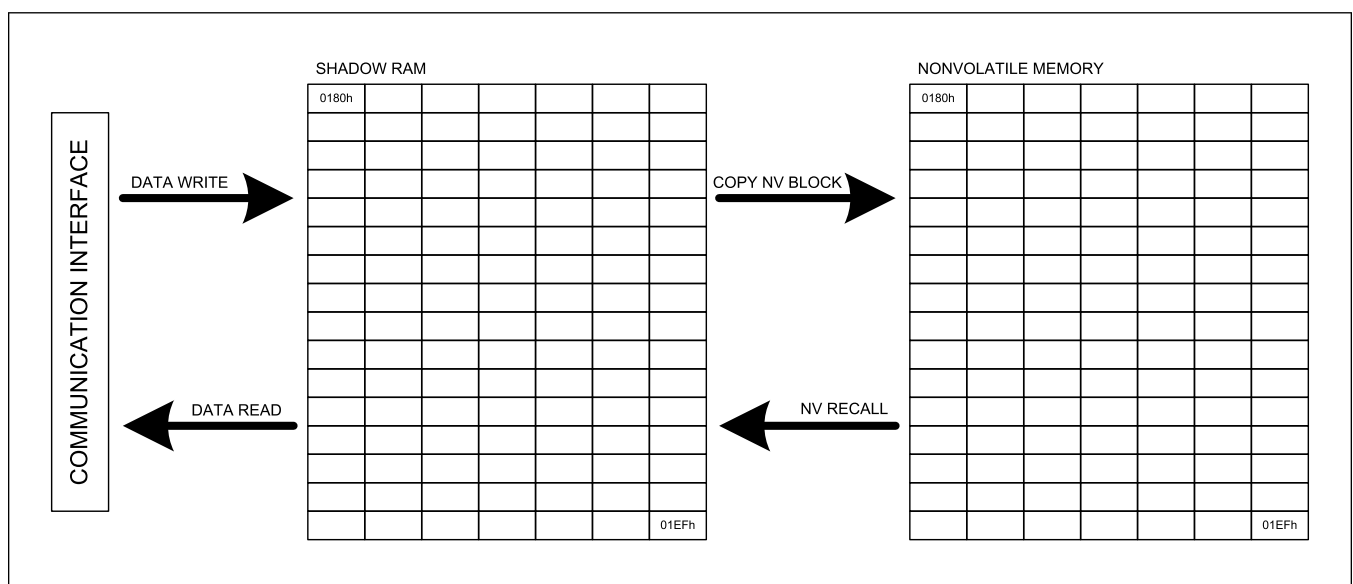 SHADOW RAM
NONVOLATILE MEMORY
0180h
0180h
COMMUNICATION INTERFACE
DATA WRITE
COPY NV BLOCK
DATA READ
NV RECALL
01EFh
01EFh